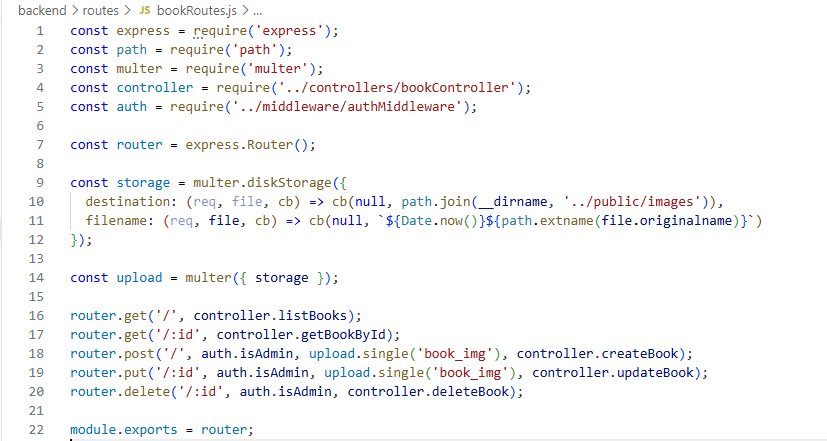 backend > routes > JS bookRoutes.js > ...
1 const express = require('express');
2 const path = require('path');
3 const multer = require('multer');
4 const controller = require('../controllers/bookController');
5 const auth = require('../middleware/authMiddleware');
6
7 const router = express.Router();
8
9 const storage = multer.diskStorage({
10   destination: (req, file, cb) => cb(null, path.join(__dirname, '../public/images')),
11   filename: (req, file, cb) => cb(null, `${Date.now()}${path.extname(file.originalname)}`)
12 });
13
14 const upload = multer({ storage });
15
16 router.get('/', controller.listBooks);
17 router.get('/:id', controller.getBookById);
18 router.post('/', auth.isAdmin, upload.single('book_img'), controller.createBook);
19 router.put('/:id', auth.isAdmin, upload.single('book_img'), controller.updateBook);
20 router.delete('/:id', auth.isAdmin, controller.deleteBook);
21
22 module.exports = router;